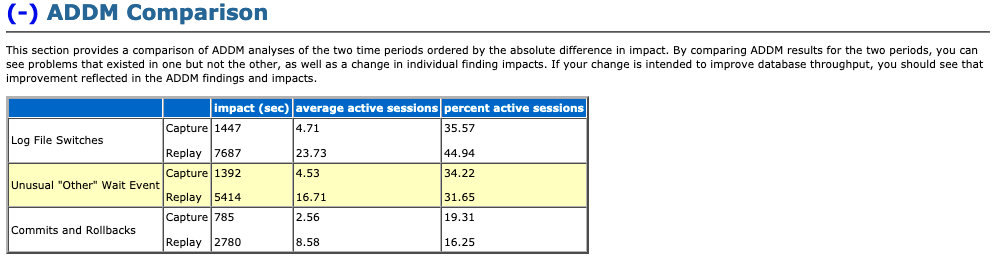 (-) ADDM Comparison
This section provides a comparison of ADDM analyses of the two time periods ordered by the absolute difference in impact. By comparing ADDM results for the two periods, you can
see problems that existed in one but not the other, as well as a change in individual finding impacts. If your change is intended to improve database throughput, you should see that
improvement reflected in the ADDM findings and impacts.
impact (sec) average active sessions percent active sessions
Log File Switches
Capture 1447 4.71 35.57
Replay 7687 23.73 44.94
Unusual "Other" Wait Event
Capture 1392 4.53 34.22
Replay 5414 16.71 31.65
Commits and Rollbacks
Capture 785 2.56 19.31
Replay 2780 8.58 16.25